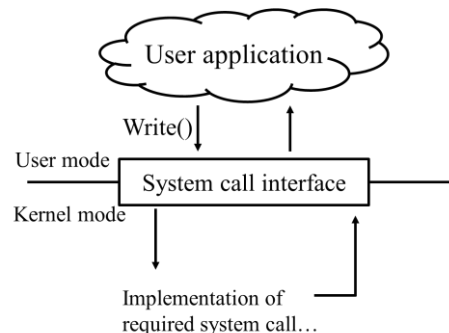 User application
Write()
User mode
System call interface
Kernel mode
Implementation of
required system call…